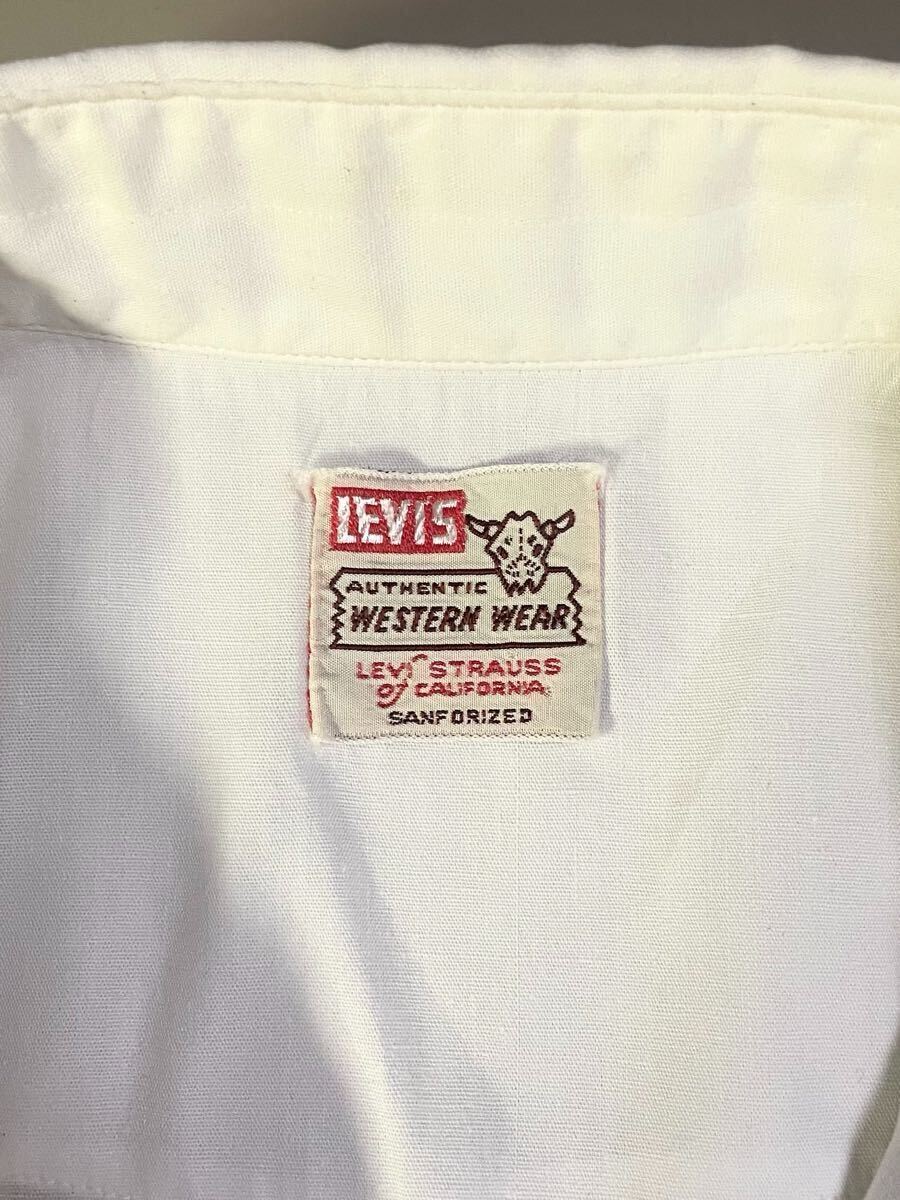 LEVIS
AUTHENTIC
WESTERN WEAR
LEVI STRAUSS
of CALIFORNIA
SANFORIZED